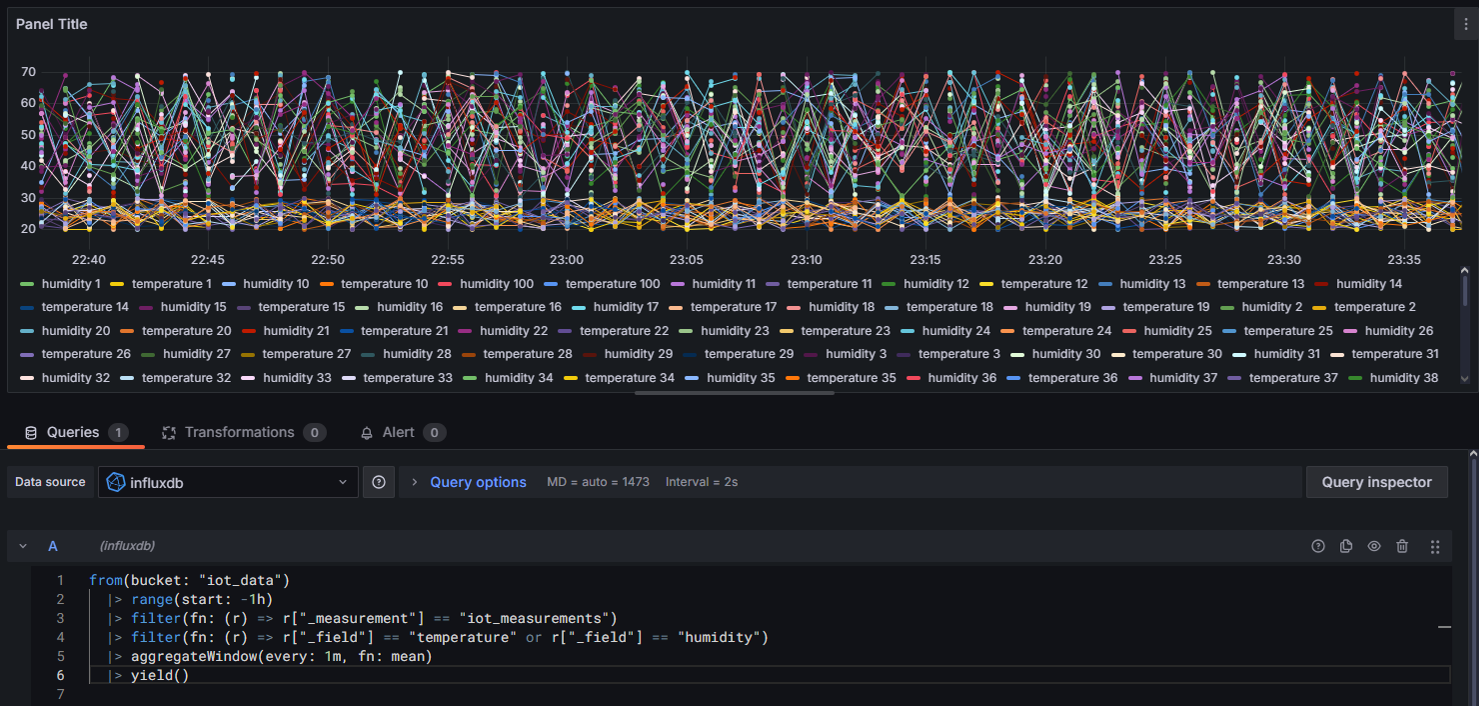 Panel Title
70
60
50
40
30
20
22:40 22:45 22:50 22:55 23:00 23:05 23:10 23:15 23:20 23:25 23:30 23:35
humidity 1 temperature 1 humidity 10 temperature 10 humidity 100 temperature 100 humidity 11 temperature 11 humidity 12 temperature 12 humidity 13 temperature 13 humidity 14
temperature 14 humidity 15 temperature 15 humidity 16 temperature 16 humidity 17 temperature 17 humidity 18 temperature 18 humidity 19 temperature 19 humidity 2 temperature 2
humidity 20 temperature 20 humidity 21 temperature 21 humidity 22 temperature 22 humidity 23 temperature 23 humidity 24 temperature 24 humidity 25 temperature 25 humidity 26
temperature 26 humidity 27 temperature 27 humidity 28 temperature 28 humidity 29 temperature 29 humidity 3 temperature 3 humidity 30 temperature 30 humidity 31 temperature 31
humidity 32 temperature 32 humidity 33 temperature 33 humidity 34 temperature 34 humidity 35 temperature 35 humidity 36 temperature 36 humidity 37 temperature 37 humidity 38
Queries 1 Transformations 0 Alert 0
Data source influxdb Query options MD = auto = 1473 Interval = 2s Query inspector
A (influxdb)
1 from(bucket: "iot_data")
2 |> range(start: -1h)
3 |> filter(fn: (r) => r["_measurement"] == "iot_measurements")
4 |> filter(fn: (r) => r["_field"] == "temperature" or r["_field"] == "humidity")
5 |> aggregateWindow(every: 1m, fn: mean)
6 |> yield()
7